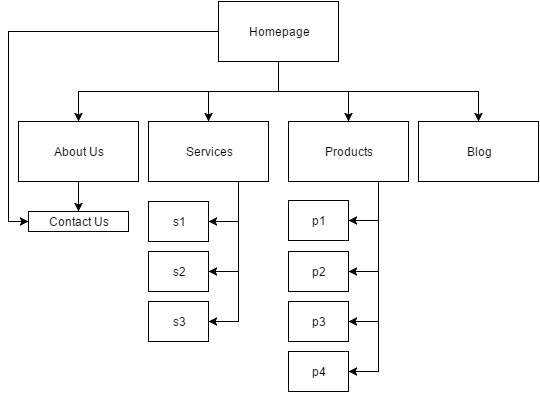 Homepage
About Us
Services
Products
Blog
Contact Us
s1
s2
s3
p1
p2
p3
p4